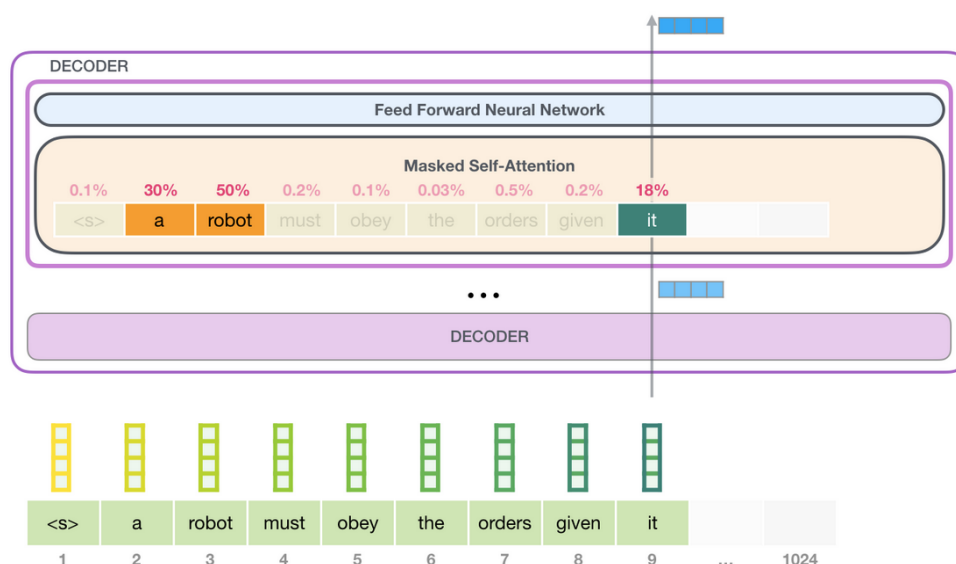 DECODER
Feed Forward Neural Network
Masked Self-Attention
0.1% 30% 50% 0.2% 0.1% 0.03% 0.5% 0.2% 18%
<s> a robot must obey the orders given it
...
DECODER
<s> a robot must obey the orders given it
1 2 3 4 5 6 7 8 9 ... 1024